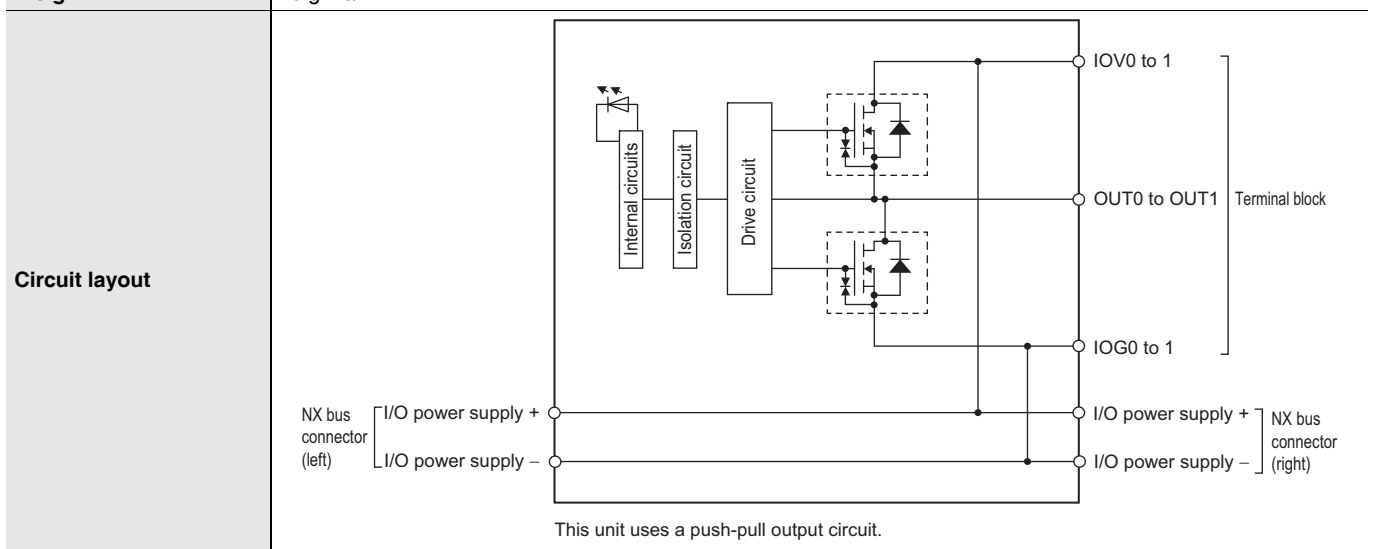 Circuit layout
IOV0 to 1
Internal circuits
Isolation circuit
Drive circuit
OUT0 to OUT1
Terminal block
IOG0 to 1
NX bus
connector
(left)
I/O power supply +
I/O power supply –
I/O power supply +
I/O power supply –
NX bus
connector
(right)
This unit uses a push-pull output circuit.